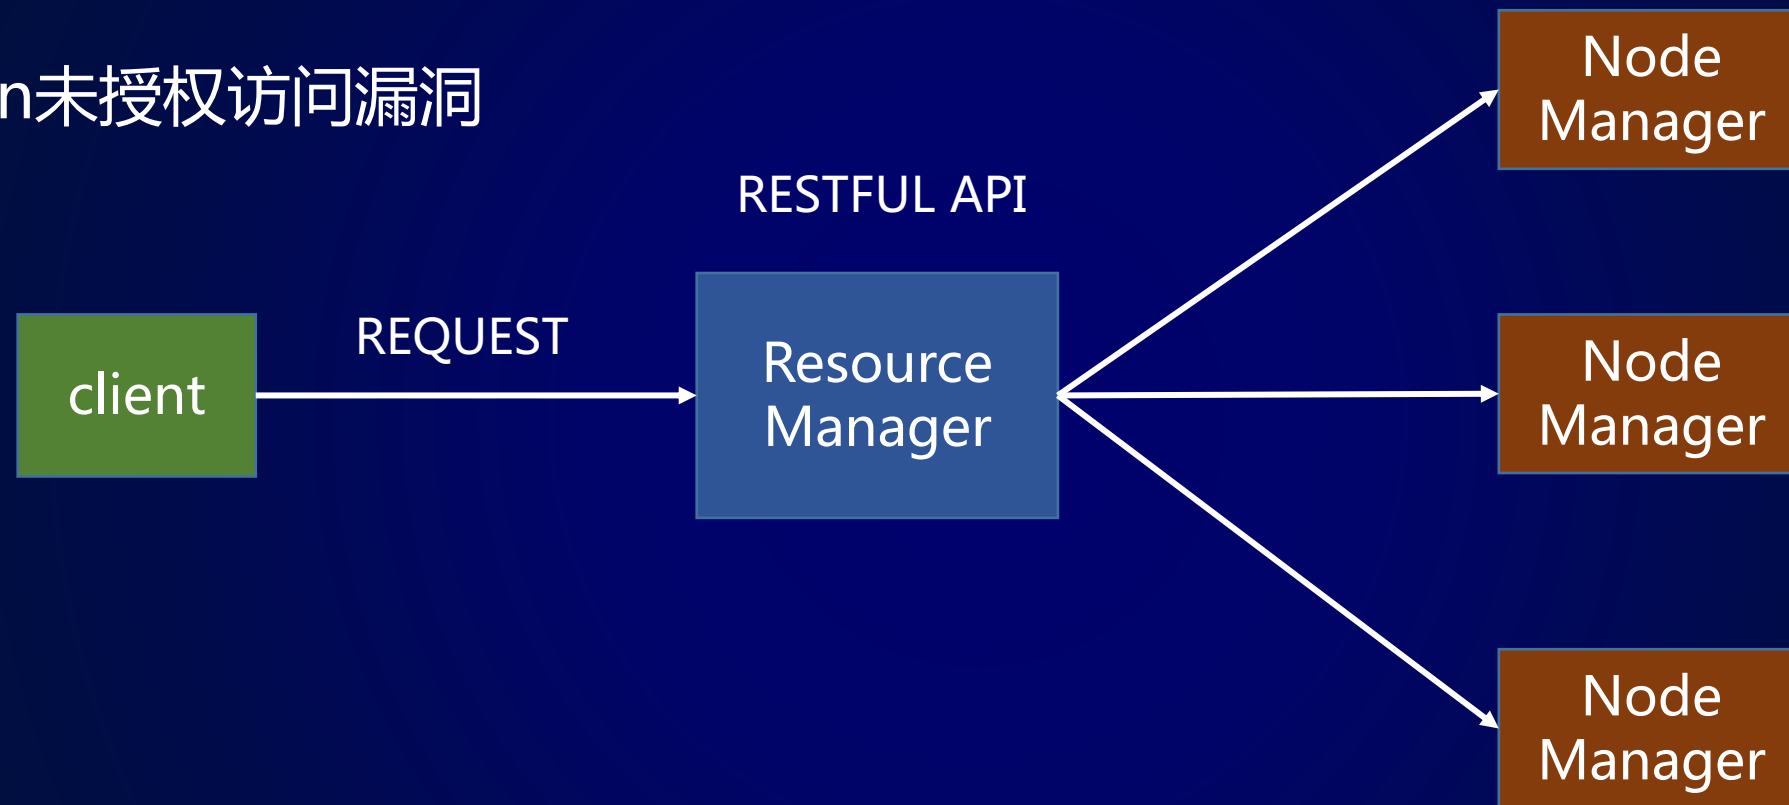 n未授权访问漏洞
RESTFUL API
REQUEST
client
Resource
Manager
Node
Manager
Node
Manager
Node
Manager